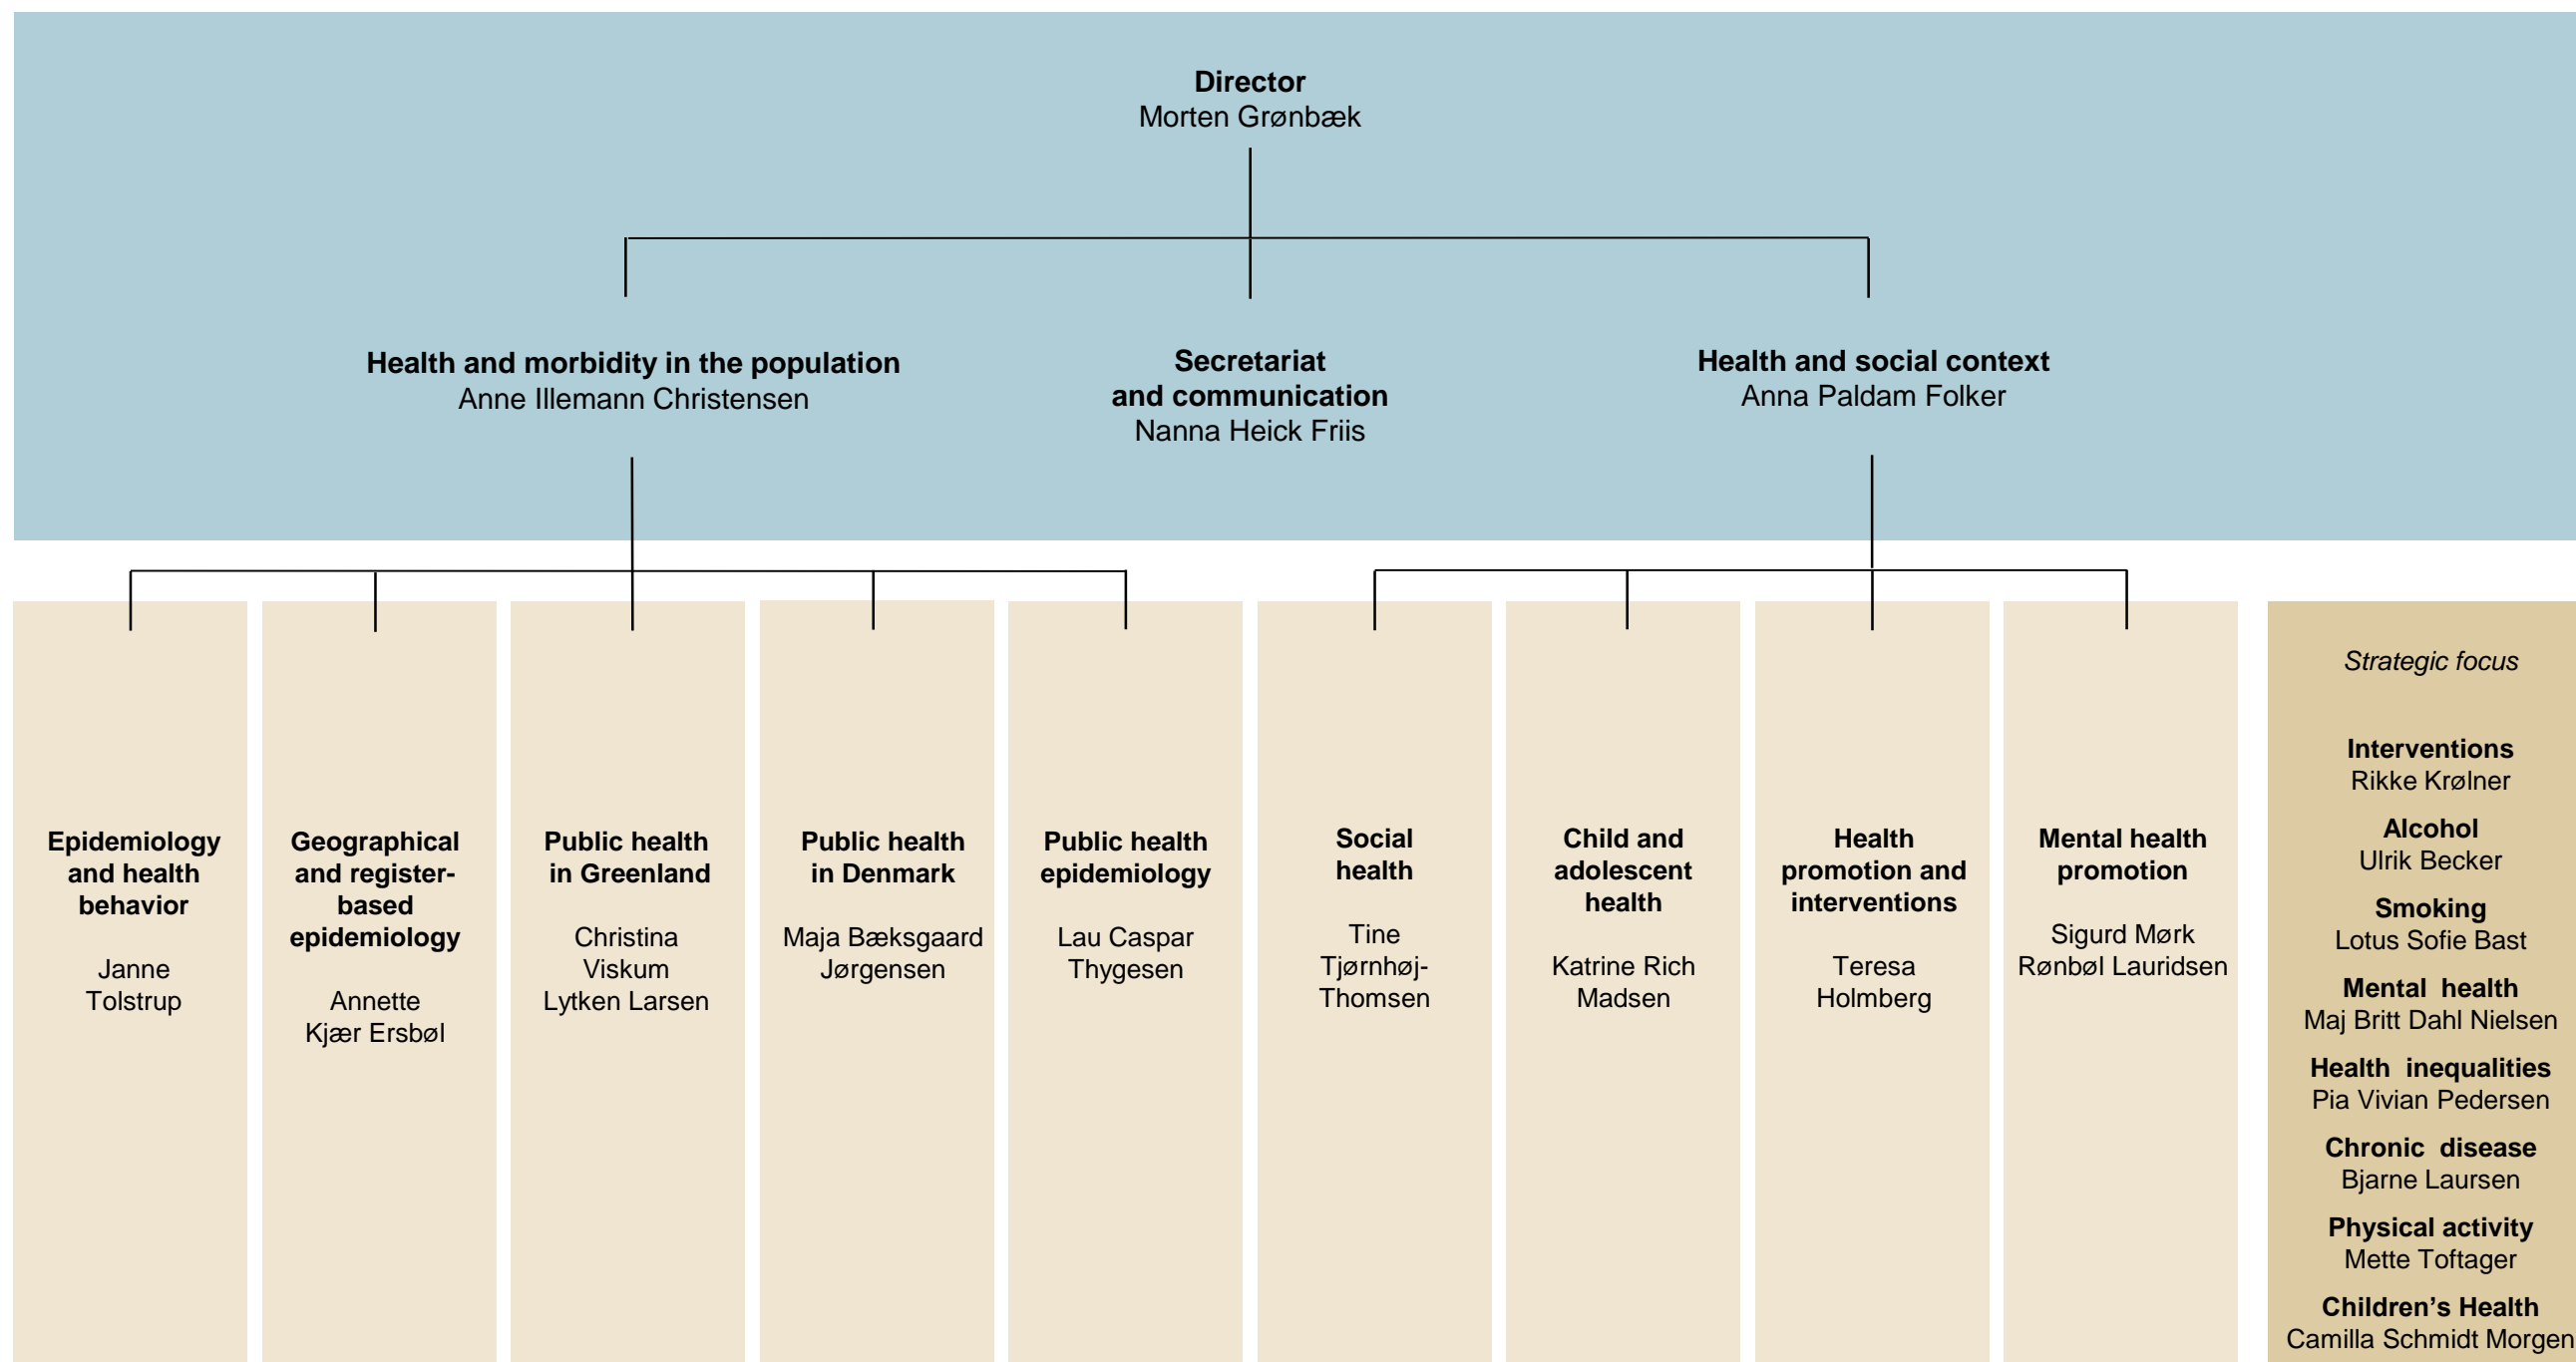 Director
Morten Grønbæk
Health and morbidity in the population
Anne Illemann Christensen
Secretariat
and communication
Nanna Heick Friis
Health and social context
Anna Paldam Folker
Epidemiology
and health
behavior
Janne
Tolstrup
Geographical
and register-
based
epidemiology
Annette
Kjær Ersbøl
Public health
in Greenland
Christina
Viskum
Lytken Larsen
Public health
in Denmark
Maja Bæksgaard
Jørgensen
Public health
epidemiology
Lau Caspar
Thygesen
Social
health
Tine
Tjørnhøj-
Thomsen
Child and
adolescent
health
Katrine Rich
Madsen
Health
promotion and
interventions
Teresa
Holmberg
Mental health
promotion
Sigurd Mørk
Rønbøl Lauridsen
Strategic focus
Interventions
Rikke Krølner
Alcohol
Ulrik Becker
Smoking
Lotus Sofie Bast
Mental health
Maj Britt Dahl Nielsen
Health inequalities
Pia Vivian Pedersen
Chronic disease
Bjarne Laursen
Physical activity
Mette Toftager
Children’s Health
Camilla Schmidt Morgen